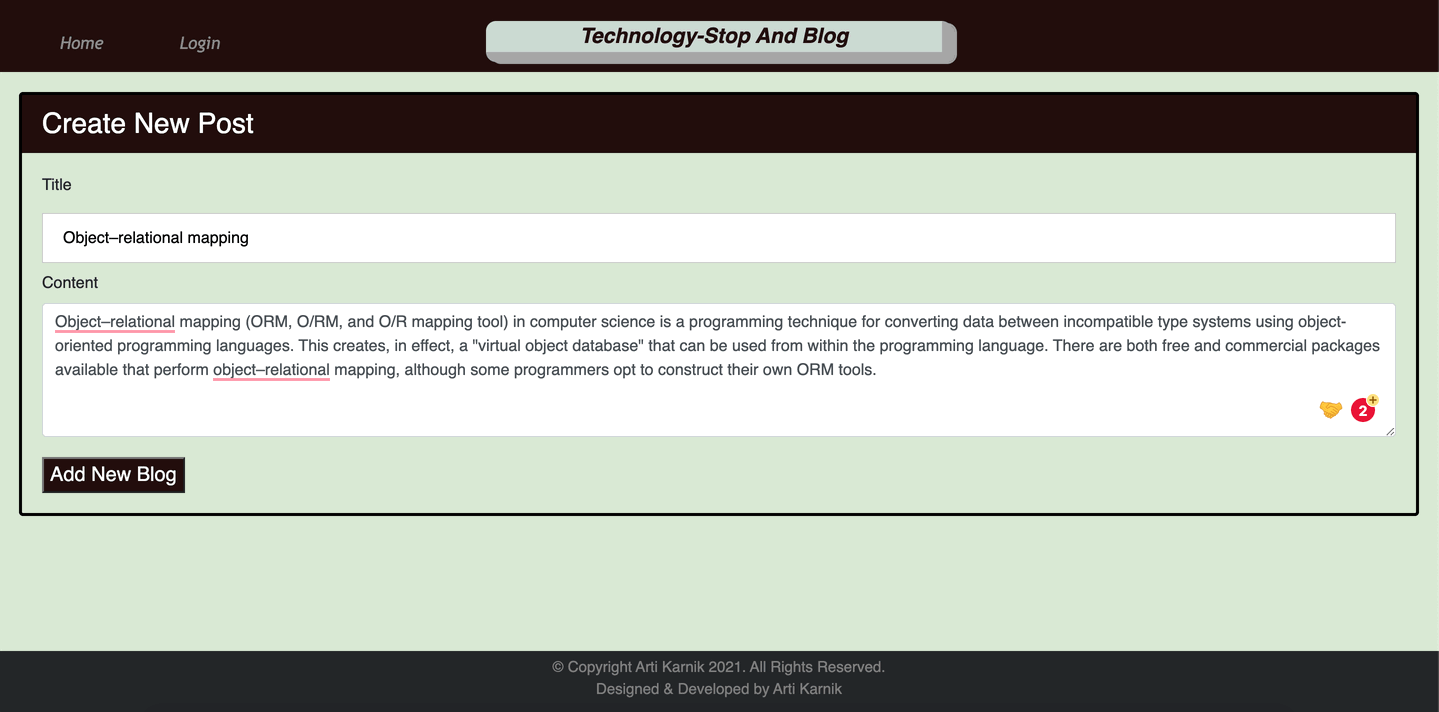 Home
Login
Technology-Stop And Blog
Create New Post
Title
Object–relational mapping
Content
Object–relational mapping (ORM, O/RM, and O/R mapping tool) in computer science is a programming technique for converting data between incompatible type systems using object-
oriented programming languages. This creates, in effect, a "virtual object database" that can be used from within the programming language. There are both free and commercial packages
available that perform object–relational mapping, although some programmers opt to construct their own ORM tools.
2
+
Add New Blog
© Copyright Arti Karnik 2021. All Rights Reserved.
Designed & Developed by Arti Karnik